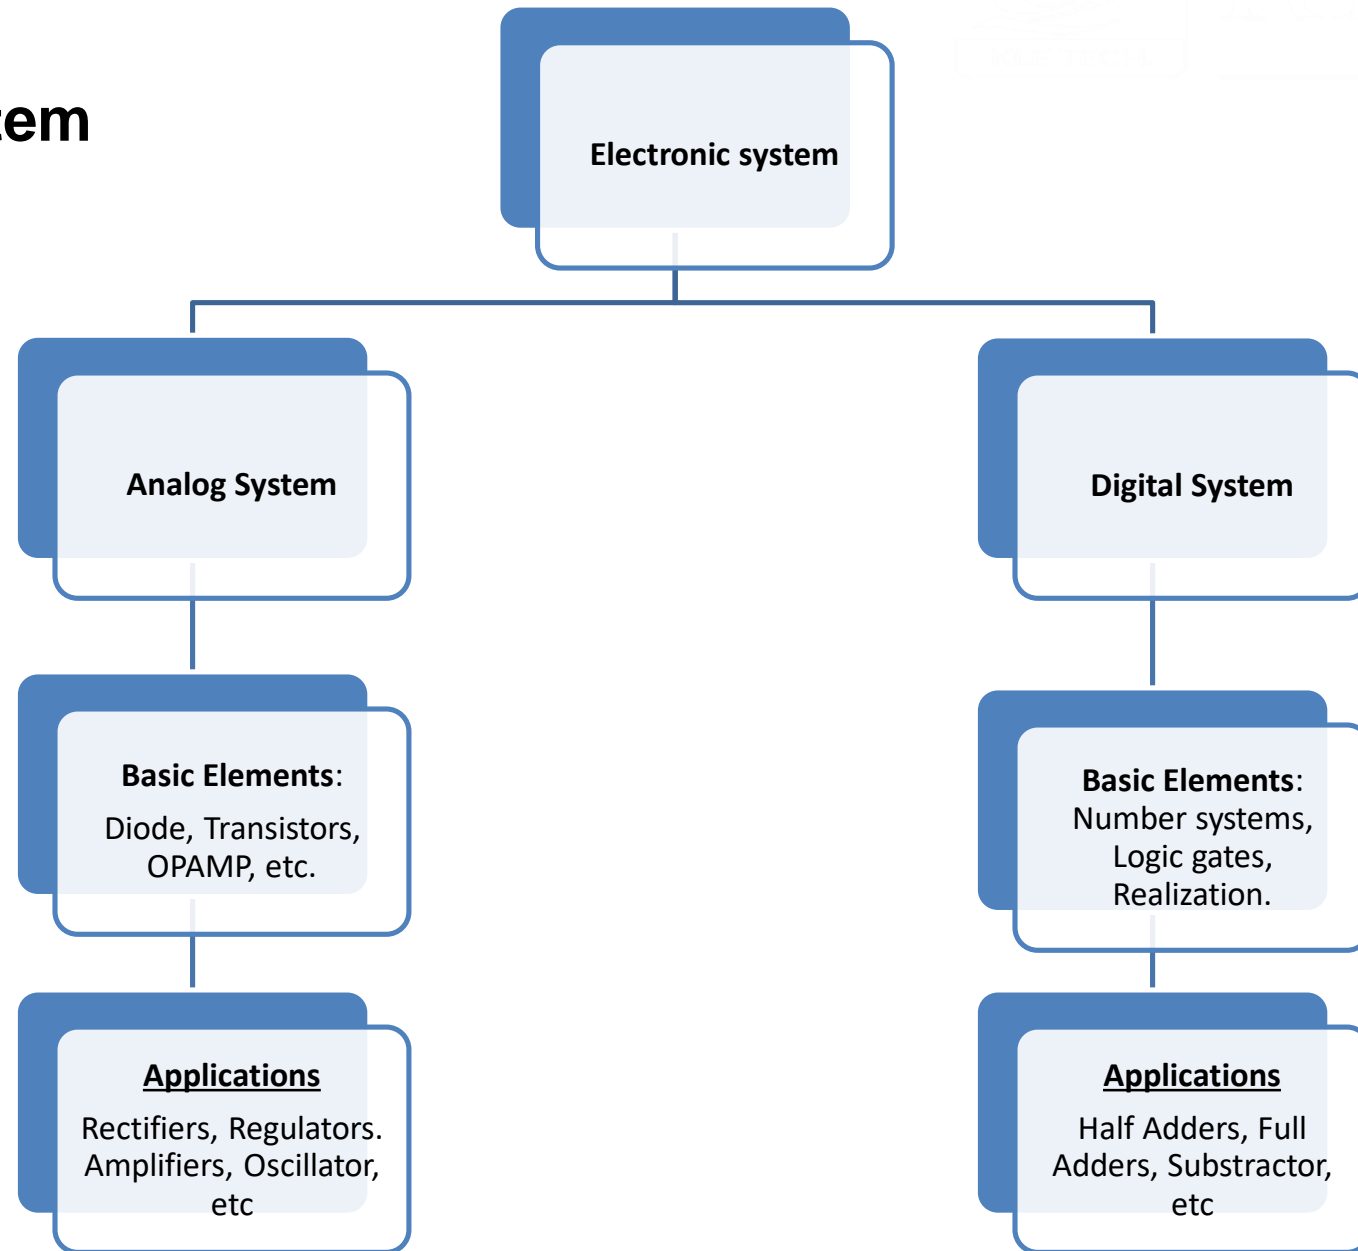 tem
Electronic system
Analog System
Digital System
Basic Elements:
Diode, Transistors,
OPAMP, etc.
Basic Elements:
Number systems,
Logic gates,
Realization.
Applications
Rectifiers, Regulators.
Amplifiers, Oscillator,
etc
Applications
Half Adders, Full
Adders, Substractor,
etc